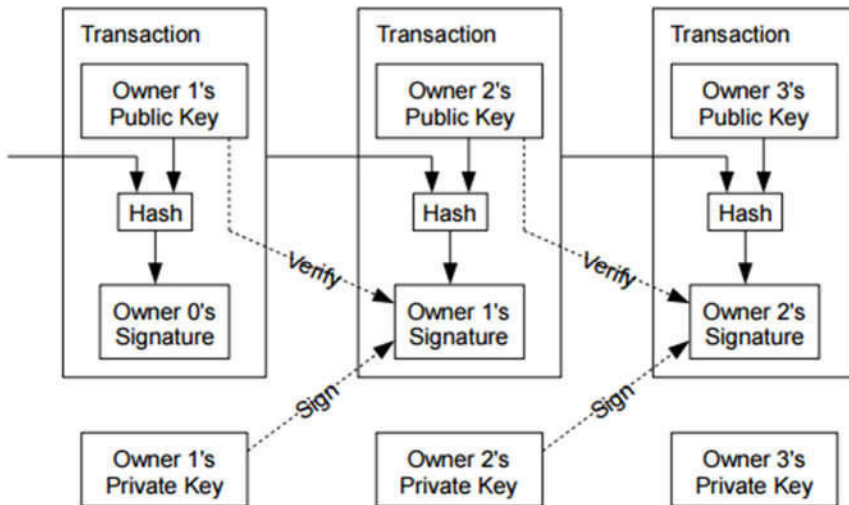 Transaction
Owner 1's
Public Key
Hash
Owner 0's
Signature
Verify
Transaction
Owner 2's
Public Key
Hash
Owner 1's
Signature
Verify
Transaction
Owner 3's
Public Key
Hash
Owner 2's
Signature
Sign
Sign
Owner 1's
Private Key
Owner 2's
Private Key
Owner 3's
Private Key